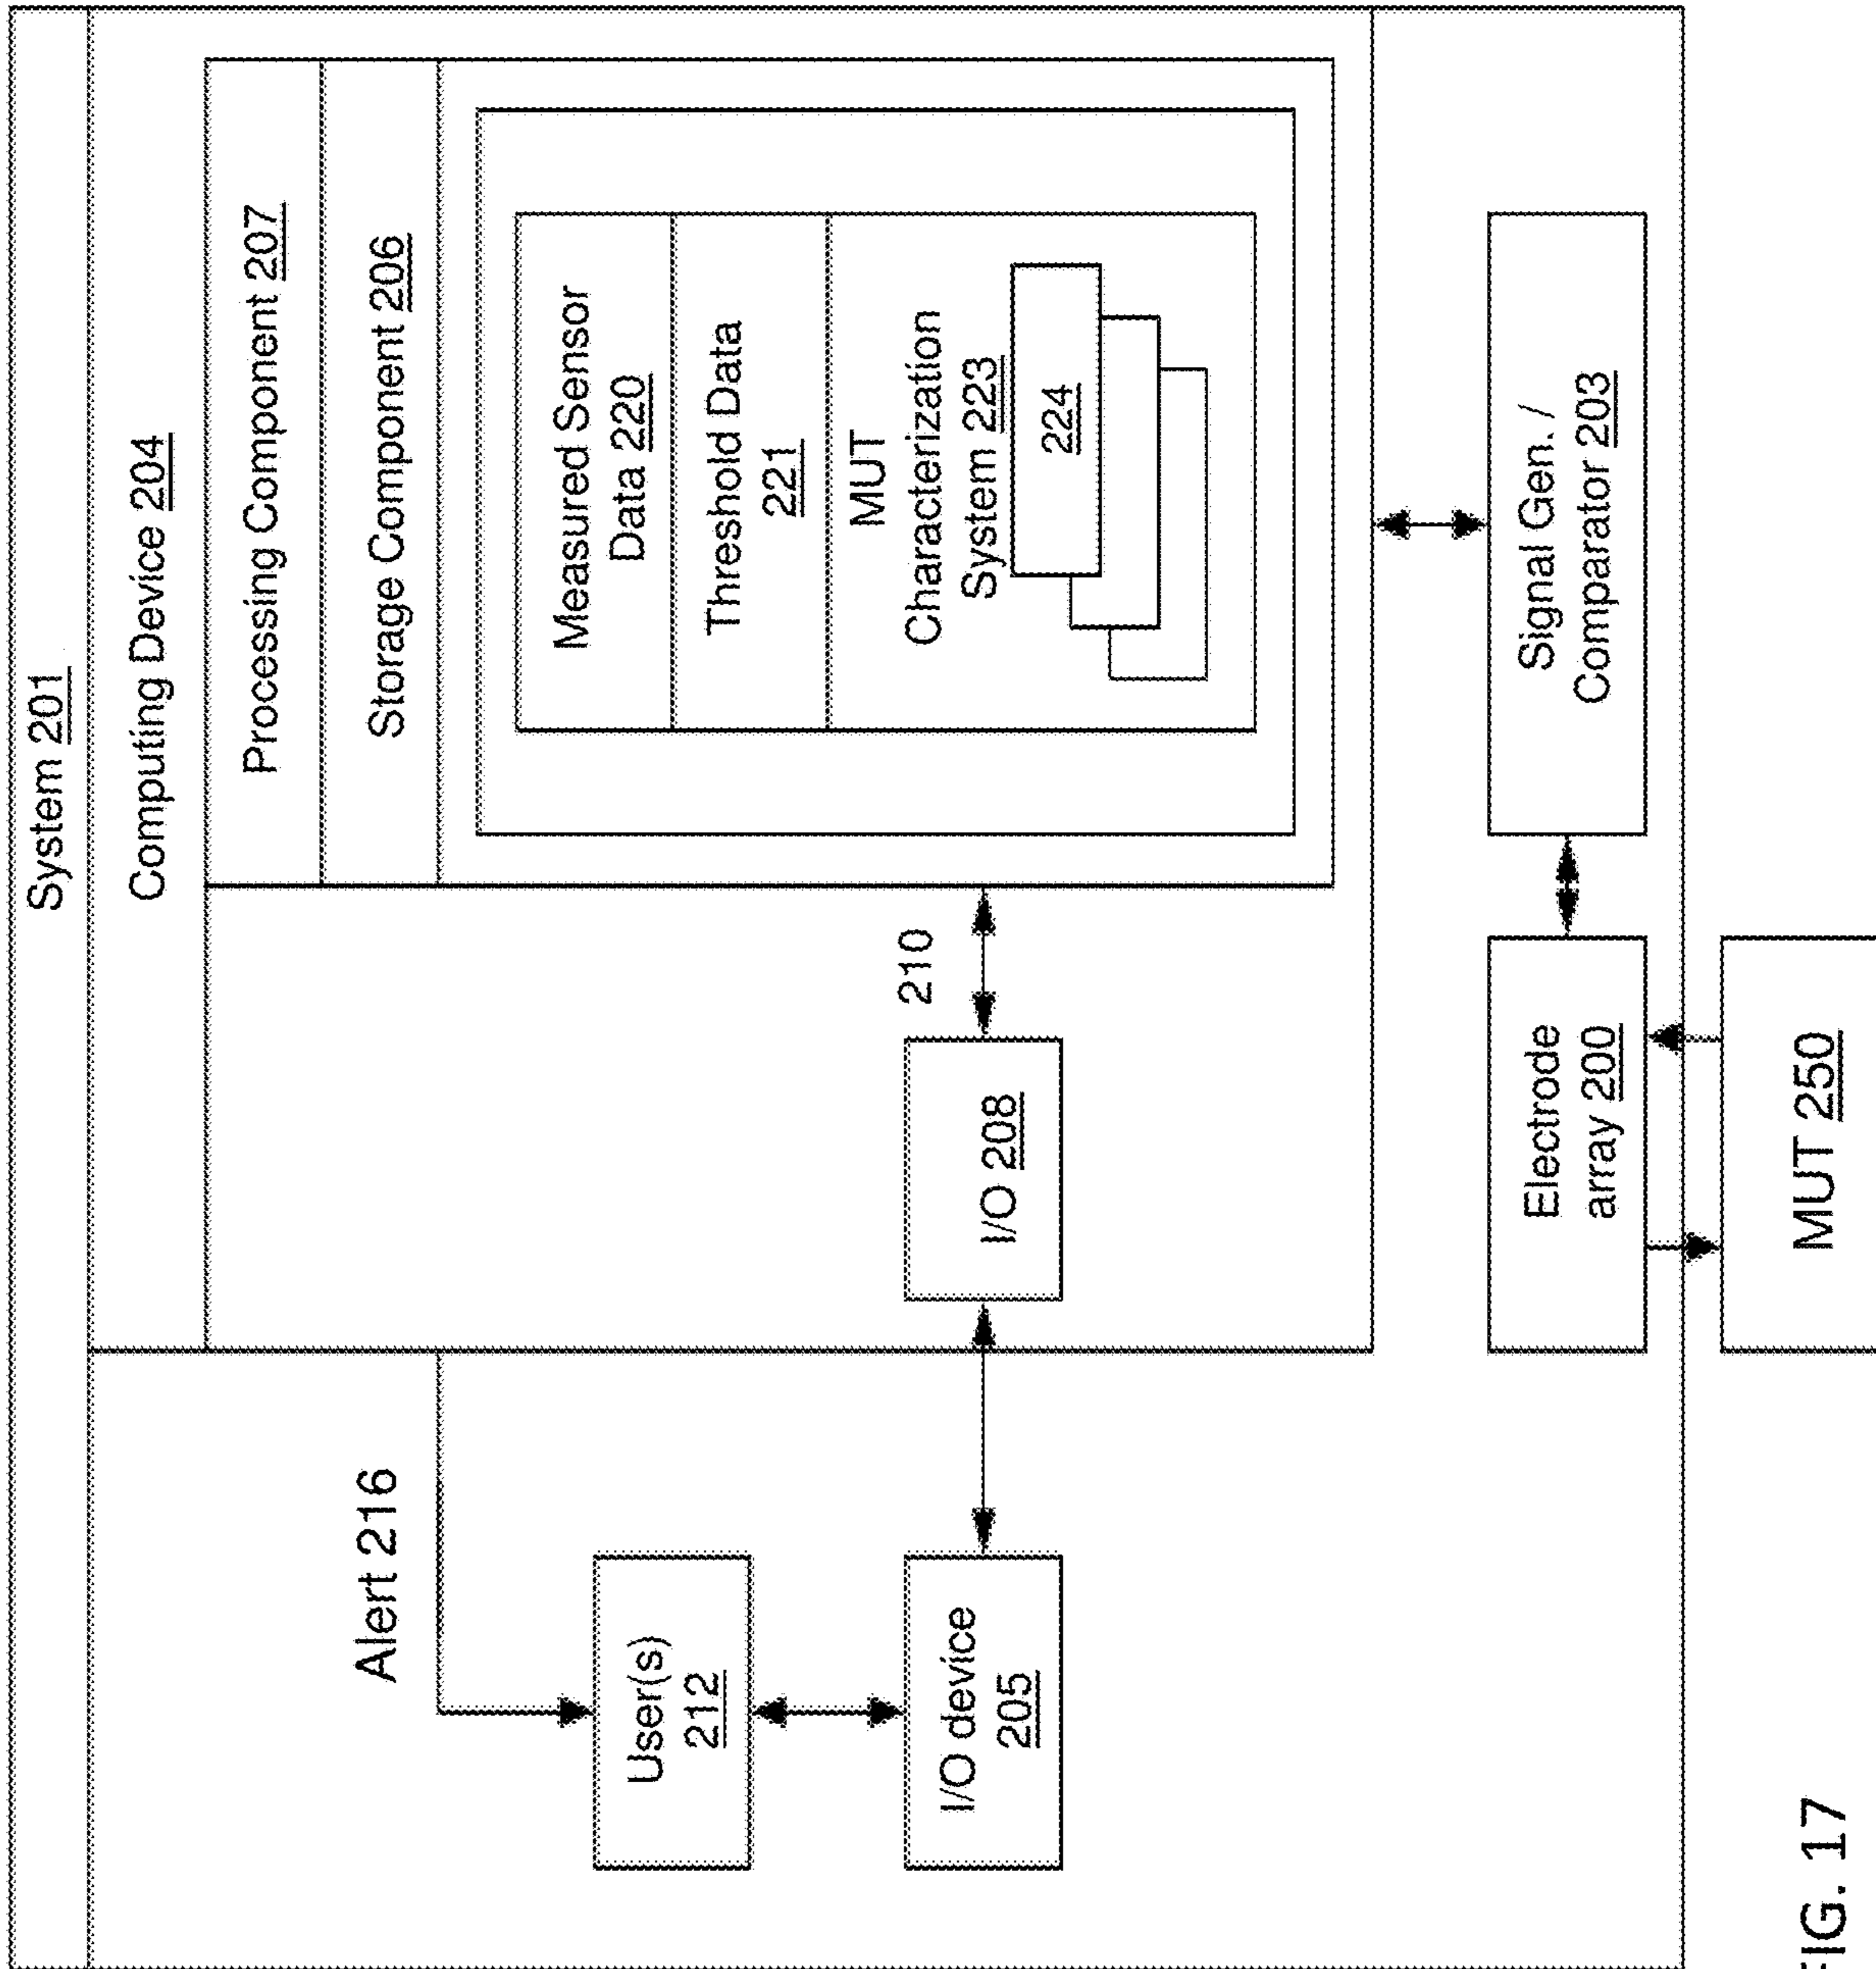 System 201
Computing Device 204
Processing Component 207
Storage Component 206
Alert 216
User(s)
212
Measured Sensor
Data 220
Threshold Data
221
I/O device
205
I/O 208
210
MUT
Characterization
System 223
224
Electrode
array 200
Signal Gen. /
Comparator 203
MUT 250
FIG. 17